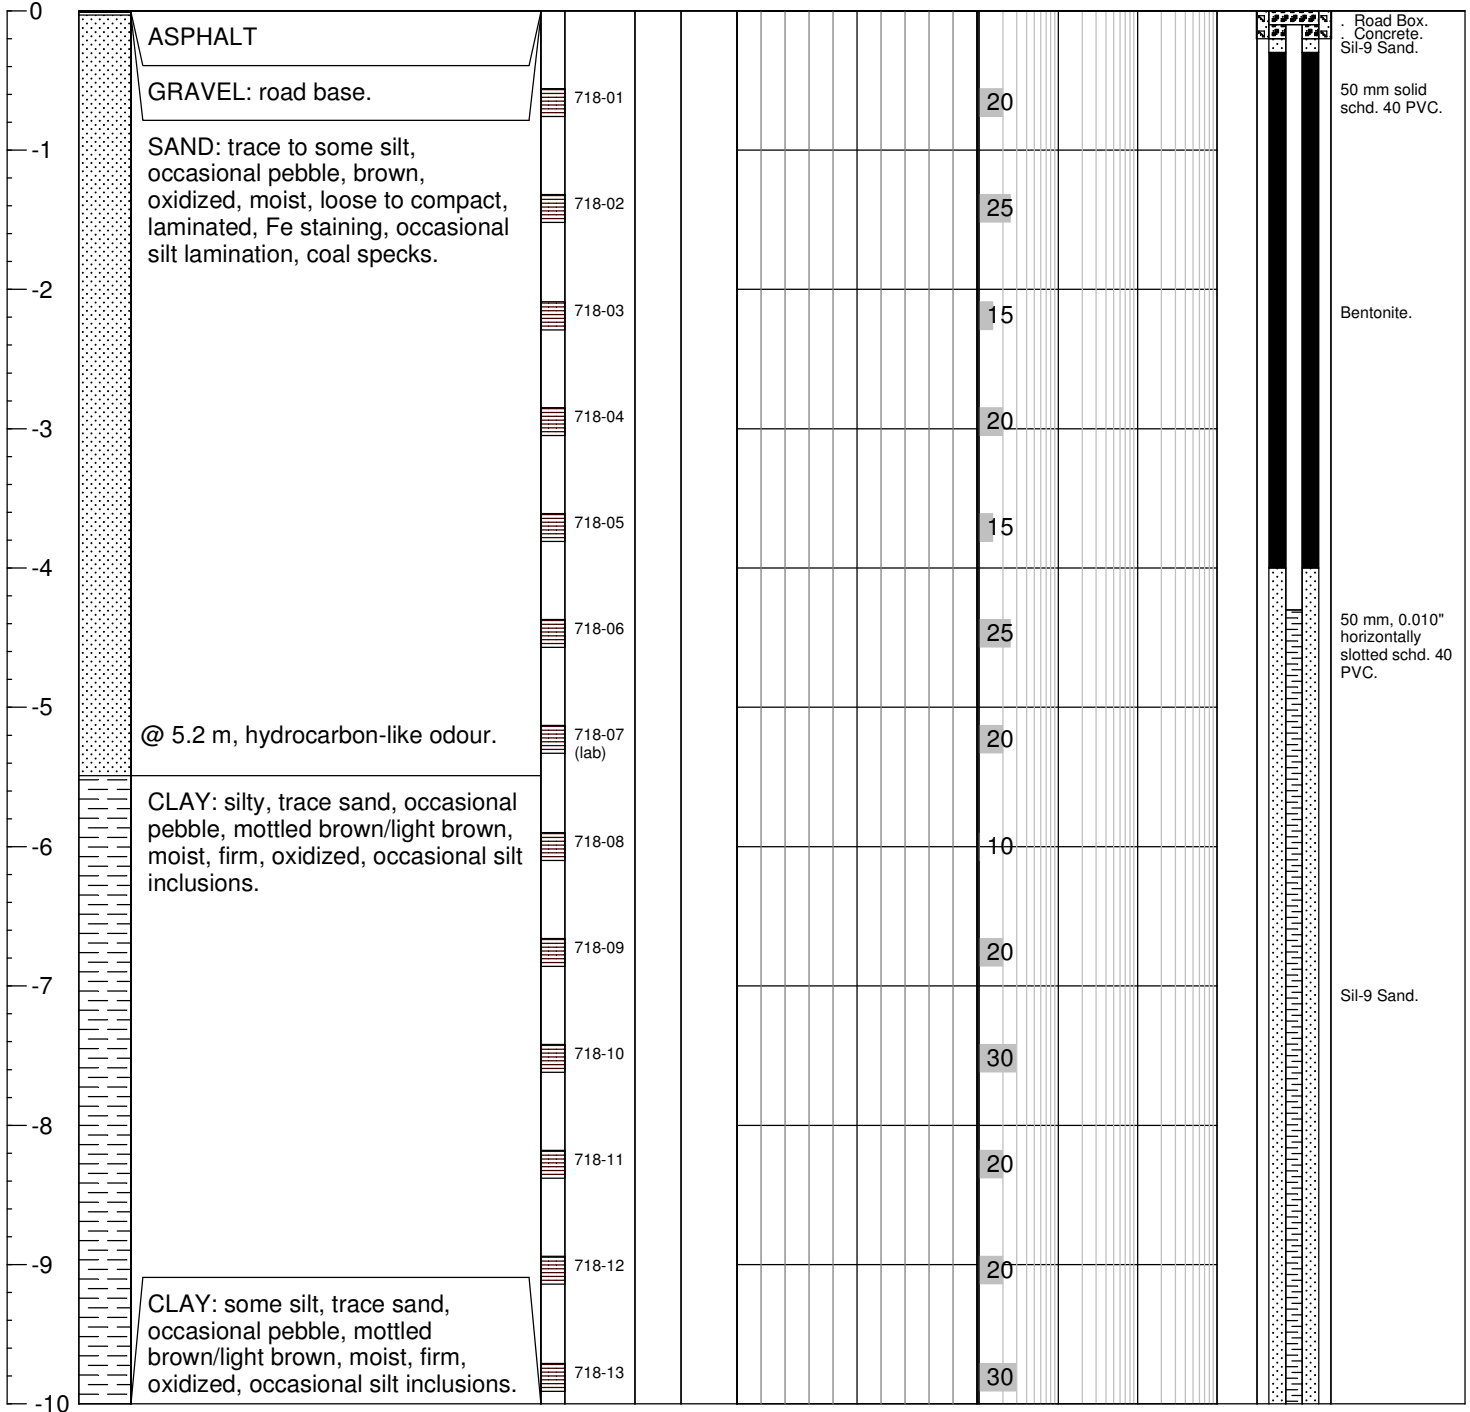 0
-1
-2
-3
-4
-5
-6
-7
-8
-9
-10
ASPHALT
GRAVEL: road base.
SAND: trace to some silt,
occasional pebble, brown,
oxidized, moist, loose to compact,
laminated, Fe staining, occasional
silt lamination, coal specks.
@ 5.2 m, hydrocarbon-like odour.
CLAY: silty, trace sand, occasional
pebble, mottled brown/light brown,
moist, firm, oxidized, occasional silt
inclusions.
CLAY: some silt, trace sand,
occasional pebble, mottled
brown/light brown, moist, firm,
oxidized, occasional silt inclusions.
718-01
718-02
718-03
718-04
718-05
718-06
718-07
(lab)
718-08
718-09
718-10
718-11
718-12
718-13
20
25
15
20
15
25
20
10
20
30
20
20
30
. Road Box.
. Concrete.
Sil-9 Sand.
50 mm solid
schd. 40 PVC.
Bentonite.
50 mm, 0.010"
horizontally
slotted schd. 40
PVC.
Sil-9 Sand.